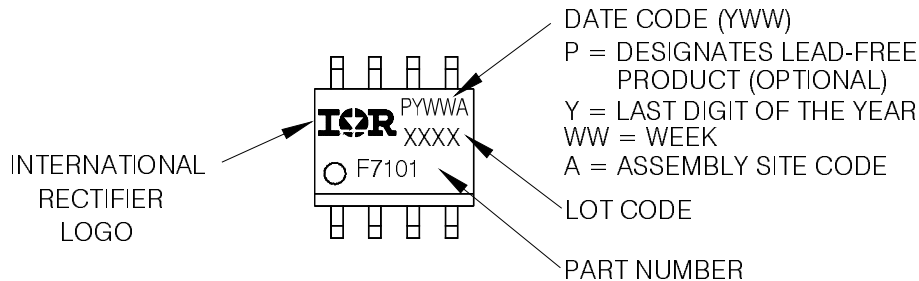 DATE CODE (YWW)
P = DESIGNATES LEAD-FREE
PRODUCT (OPTIONAL)
Y = LAST DIGIT OF THE YEAR
WW = WEEK
A = ASSEMBLY SITE CODE
LOT CODE
PART NUMBER
INTERNATIONAL
RECTIFIER
LOGO
IOR
PYWWA
XXXX
F7101